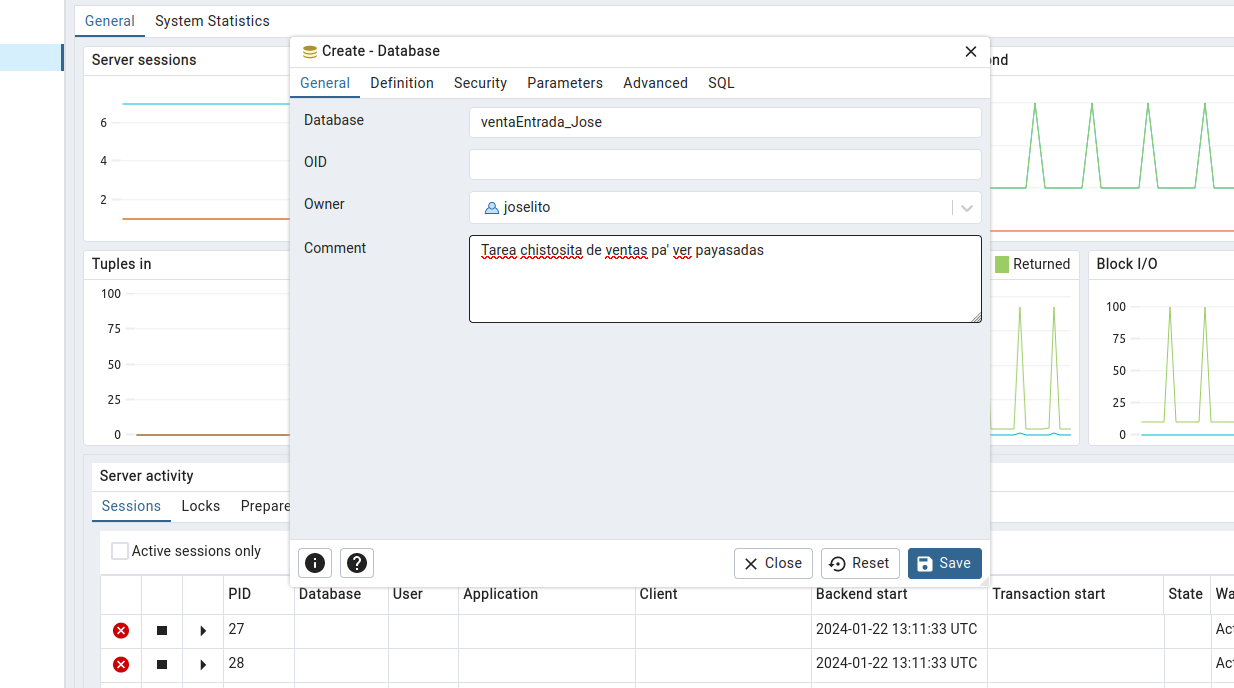 General System Statistics
Create - Database
Server sessions
General Definition Security Parameters Advanced SQL
Database ventaEntrada_Jose
6
OID
4
2
Owner joselito
Comment Tarea chistosita de ventas pa' ver payasadas
Tuples in
Returned
Block I/O
100
75
50
25
0
100
75
50
25
0
Server activity
Sessions Locks Prepare
Active sessions only
Close Reset Save
PID Database User Application Client Backend start Transaction start State Wa
27 2024-01-22 13:11:33 UTC Act
28 2024-01-22 13:11:33 UTC Act